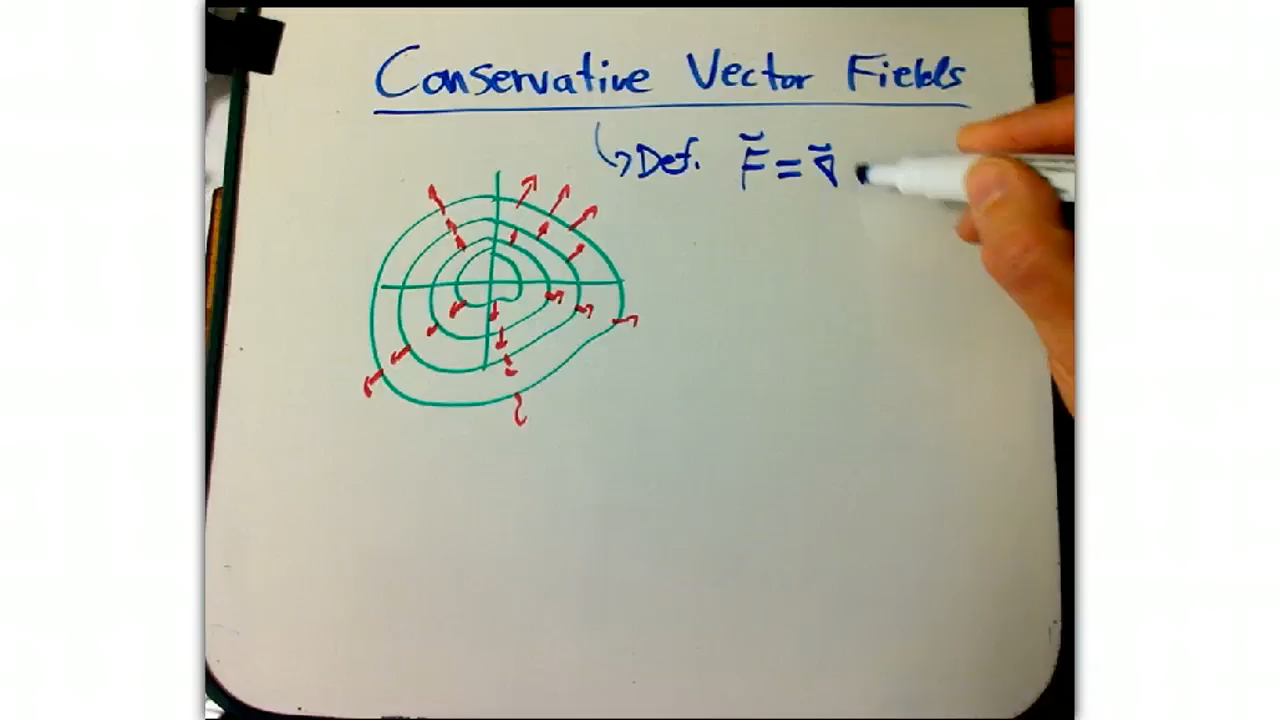 Conservative Vector Fields
↳ Def. F⃗ = ∇⃗